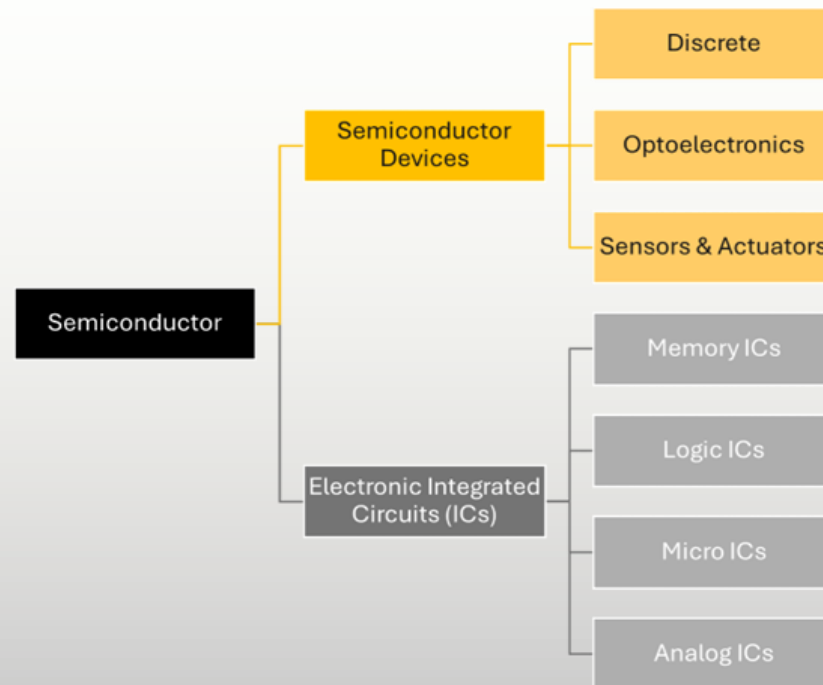 Discrete
Semiconductor
Devices
Optoelectronics
Sensors & Actuators
Semiconductor
Memory ICs
Logic ICs
Electronic Integrated
Circuits (ICs)
Micro ICs
Analog ICs